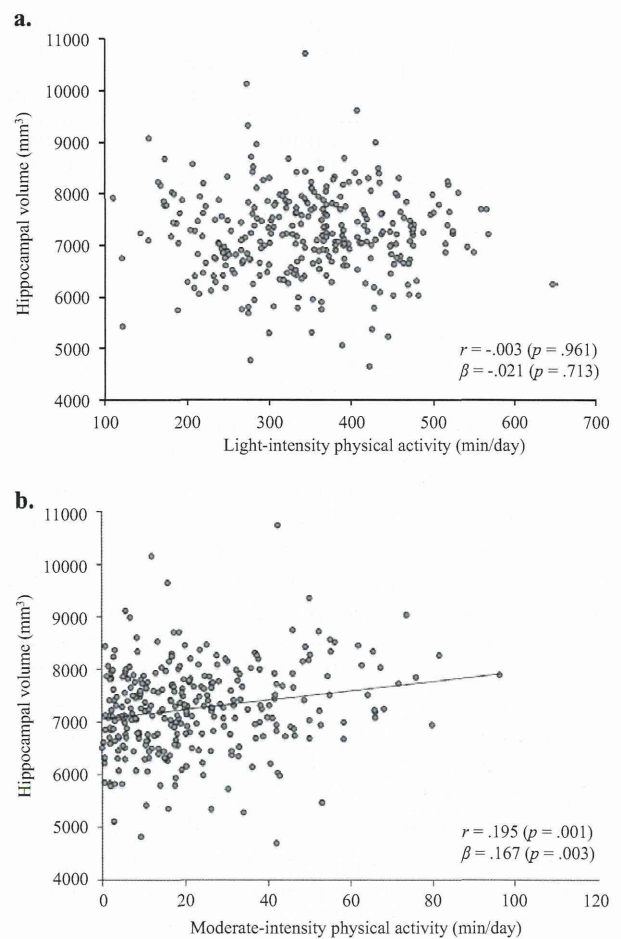 a.
11000
10000
9000
8000
7000
6000
5000
4000
Hippocampal volume (mm³)
r = -.003 (p = .961)
β = -.021 (p = .713)
100 200 300 400 500 600 700
Light-intensity physical activity (min/day)
b.
11000
10000
9000
8000
7000
6000
5000
4000
Hippocampal volume (mm³)
r = .195 (p = .001)
β = .167 (p = .003)
0 20 40 60 80 100 120
Moderate-intensity physical activity (min/day)